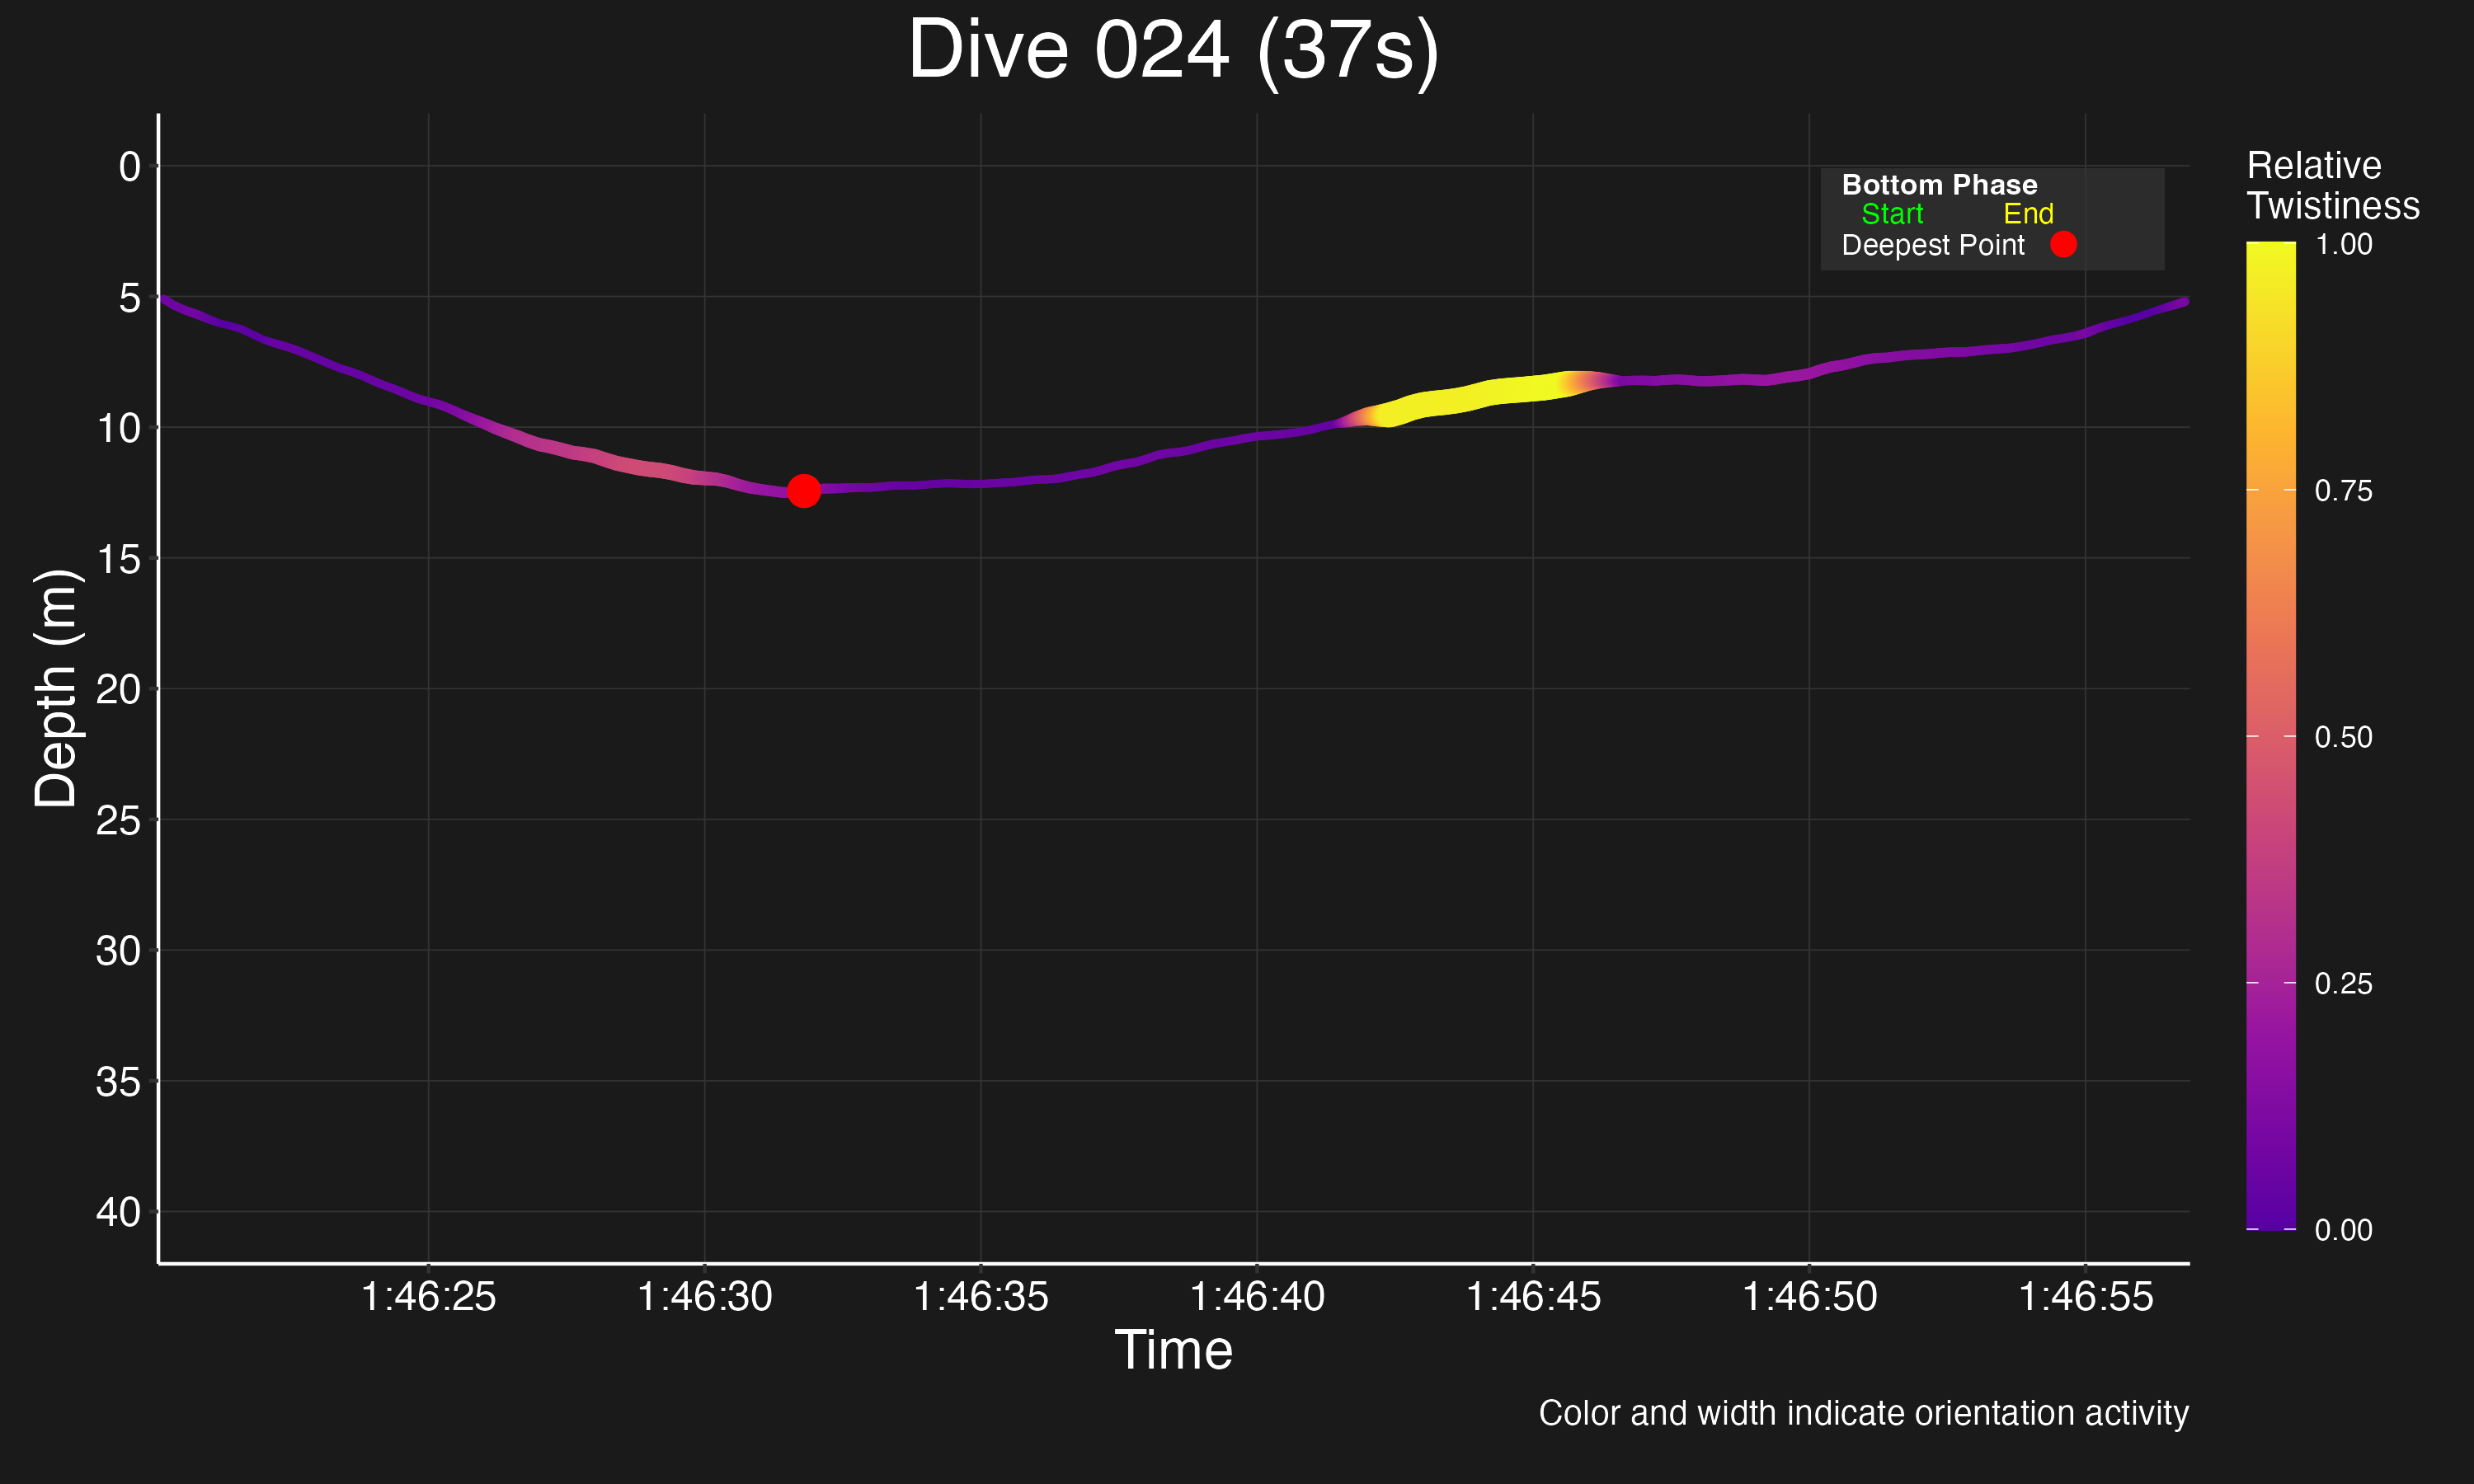 Dive 024 (37s)
Depth (m)
0
5
10
15
20
25
30
35
40
Bottom Phase
Start End
Deepest Point
Relative
Twistiness
1.00
0.75
0.50
0.25
0.00
1:46:25 1:46:30 1:46:35 1:46:40 1:46:45 1:46:50 1:46:55
Time
Color and width indicate orientation activity